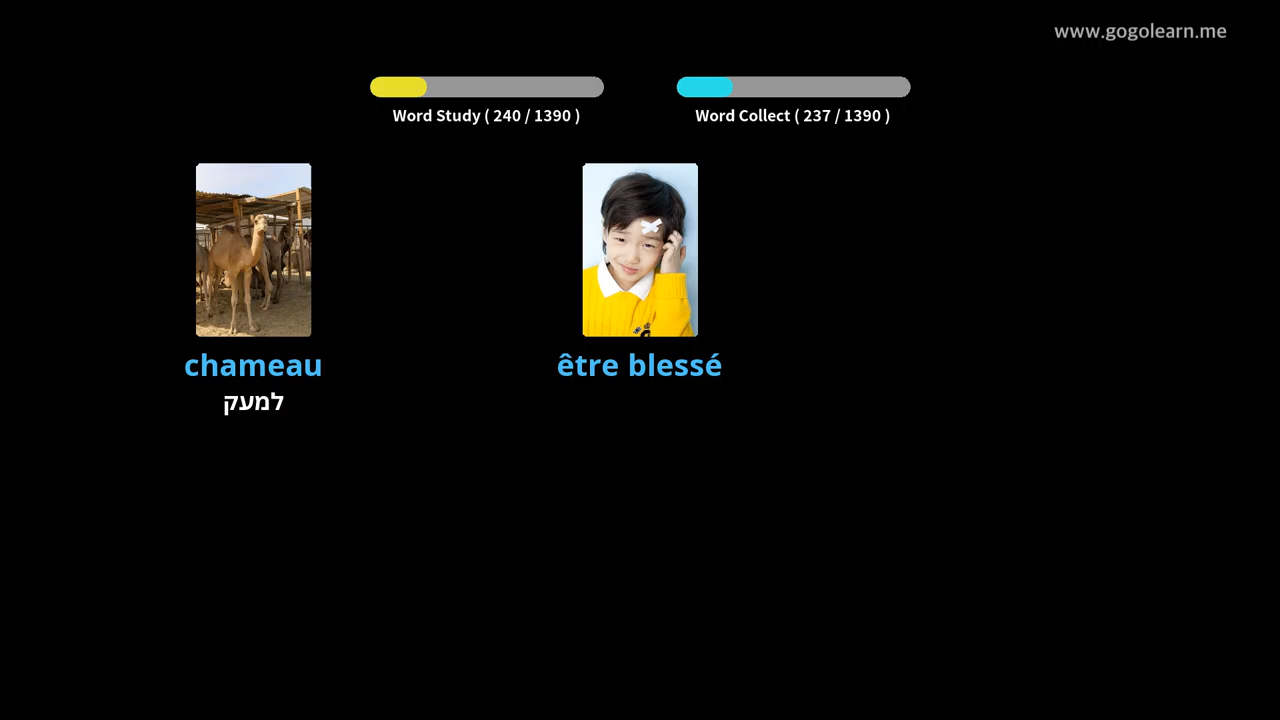 www.gogolearn.me
Word Study ( 240 / 1390 )
Word Collect ( 237 / 1390 )
chameau
למעק
être blessé